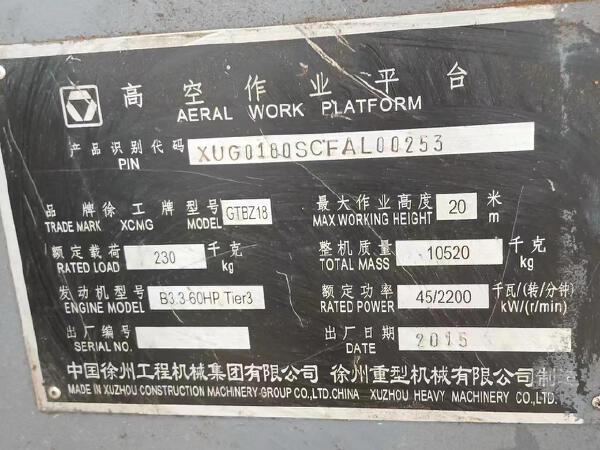 高空作业平台
AERAL WORK PLATFORM
产品识别代码 XUG0180SCFAL00253
PIN
品牌徐工牌型号 GTBZ18 最大作业高度 20 米
TRADE MARK XCMG MODEL MAX WORKING HEIGHT m
额定载荷 230 千克 整机质量 10520 千克
RATED LOAD kg TOTAL MASS kg
发动机型号 B3.3-60HP Tier3 额定功率 45/2200 千瓦/(转/分钟)
ENGINE MODEL RATED POWER kW/(r/min)
出厂编号 出厂日期 2015
SERIAL NO. DATE
中国徐州工程机械集团有限公司 徐州重型机械有限公司制
MADE IN XUZHOU CONSTRUCTION MACHINERY GROUP CO.,LTD.CHINA XUZHOU HEAVY MACHINERY CO.,LTD.